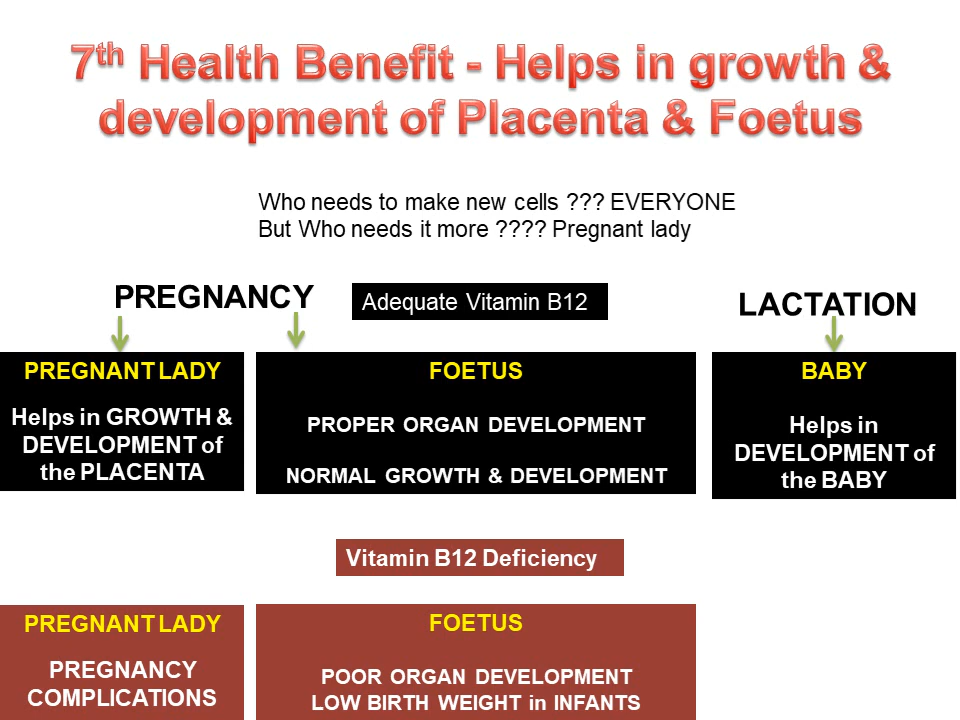 7th Health Benefit - Helps in growth &
development of Placenta & Foetus
Who needs to make new cells ??? EVERYONE
But Who needs it more ???? Pregnant lady
PREGNANCY
Adequate Vitamin B12
LACTATION
PREGNANT LADY
Helps in GROWTH &
DEVELOPMENT of
the PLACENTA
FOETUS
PROPER ORGAN DEVELOPMENT
NORMAL GROWTH & DEVELOPMENT
BABY
Helps in
DEVELOPMENT of
the BABY
Vitamin B12 Deficiency
PREGNANT LADY
PREGNANCY
COMPLICATIONS
FOETUS
POOR ORGAN DEVELOPMENT
LOW BIRTH WEIGHT in INFANTS